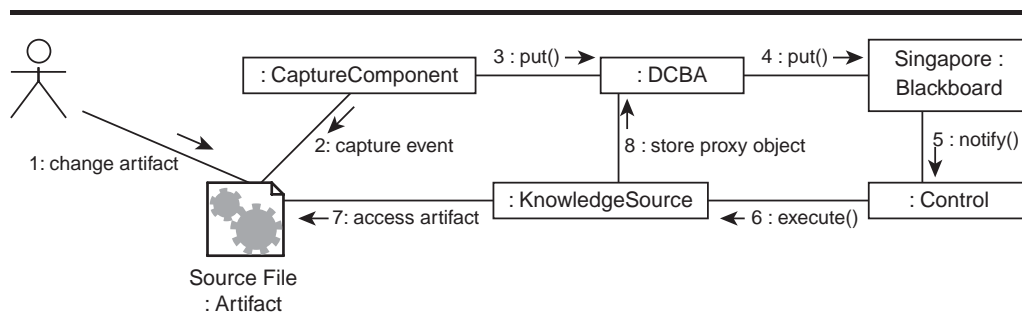 3 : put()
4 : put()
Singapore :
Blackboard
: CaptureComponent
: DCBA
5 : notify()
2: capture event
8 : store proxy object
1: change artifact
: KnowledgeSource
: Control
7: access artifact
6 : execute()
Source File
: Artifact